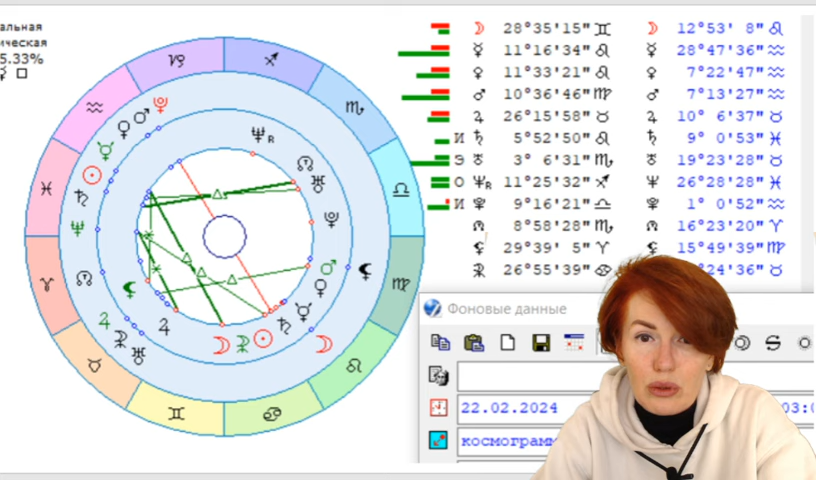 альная
ическая
5.33%
28°35'15" ♊ ☽ 12°53' 8" ♌
☿ 11°16'34" ♌ ☿ 28°47'36" ♒
♀ 11°33'21" ♌ ♀ 7°22'47" ♒
♂ 10°36'46" ♍ ♂ 7°13'27" ♒
♃ 26°15'58" ♉ ♃ 10° 6'37" ♉
И ♄ 5°52'50" ♌ ♄ 9° 0'53" ♓
Э ♅ 3° 6'31" ♏ ♅ 19°23'28" ♉
О ♆R 11°25'32" ♐ ♆ 26°28'28" ♓
И 9°16'21" ♎ 1° 0'52" ♒
☊ 8°58'28" ♏ ☊ 16°23'20" ♈
⚸ 29°39' 5" ♈ ⚸ 15°49'39" ♍
26°55'39" ♋ 24'36" ♉
Фоновые данные
22.02.2024
03:0
космограмм